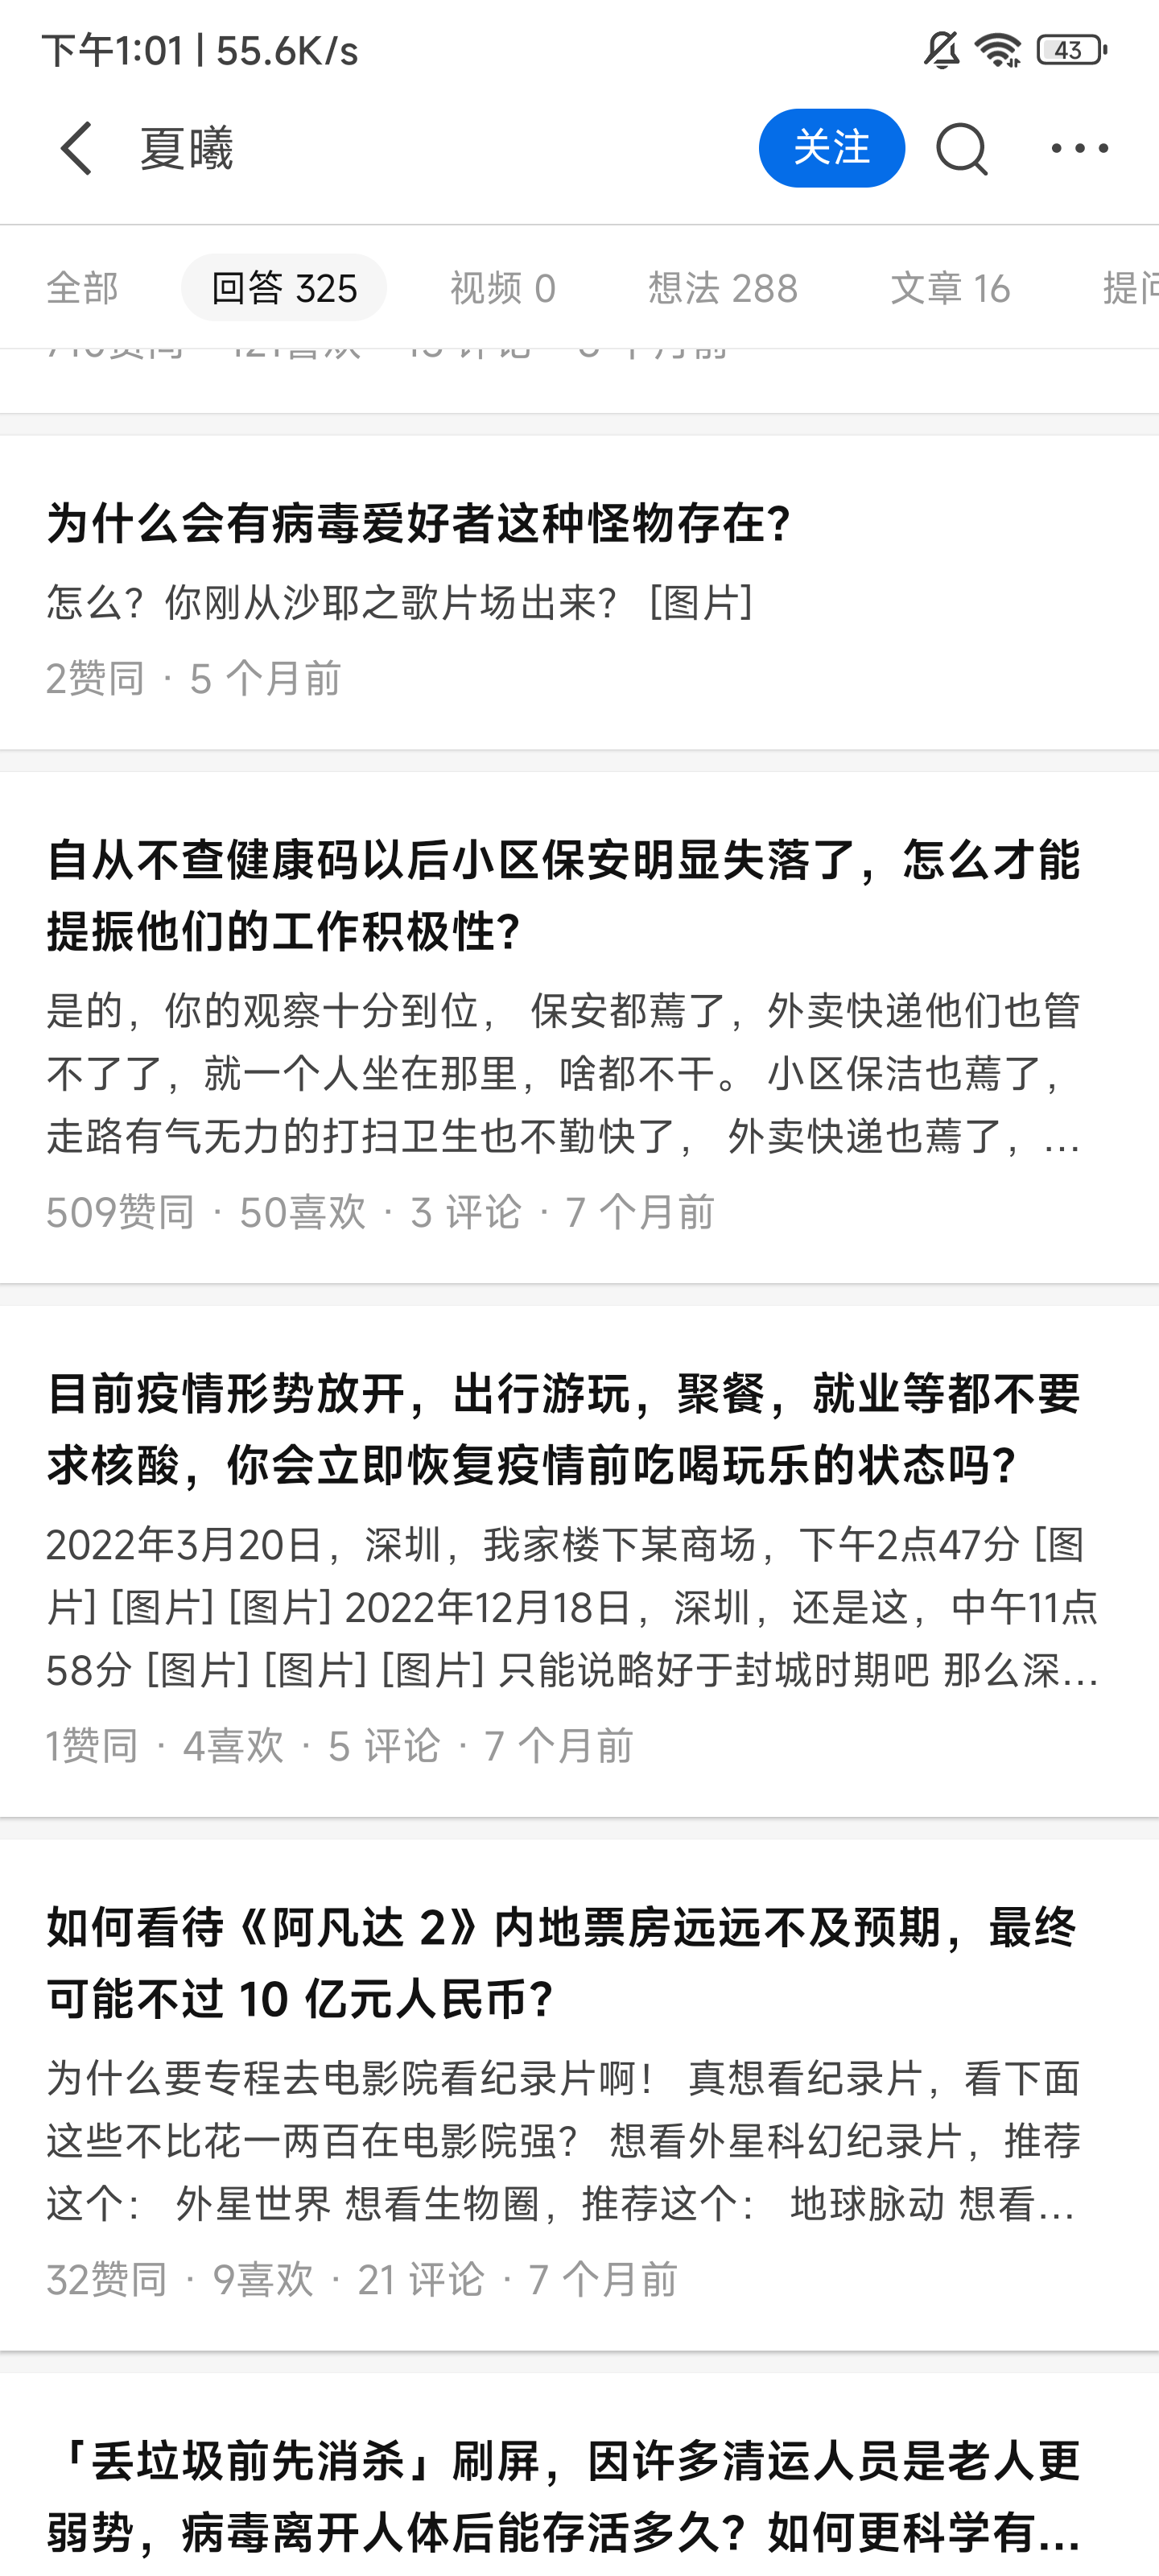 下午1:01 | 55.6K/s 43
夏曦 关注
全部 回答 325 视频 0 想法 288 文章 16
为什么会有病毒爱好者这种怪物存在?
怎么？你刚从沙耶之歌片场出来？ [图片]
2赞同 · 5 个月前
自从不查健康码以后小区保安明显失落了，怎么才能
提振他们的工作积极性?
是的，你的观察十分到位， 保安都蔫了，外卖快递他们也管
不了了，就一个人坐在那里，啥都不干。 小区保洁也蔫了，
走路有气无力的打扫卫生也不勤快了， 外卖快递也蔫了，...
509赞同 · 50喜欢 · 3 评论 · 7 个月前
目前疫情形势放开，出行游玩，聚餐，就业等都不要
求核酸，你会立即恢复疫情前吃喝玩乐的状态吗?
2022年3月20日，深圳，我家楼下某商场，下午2点47分 [图
片] [图片] [图片] 2022年12月18日，深圳，还是这，中午11点
58分 [图片] [图片] [图片] 只能说略好于封城时期吧 那么深...
1赞同 · 4喜欢 · 5 评论 · 7 个月前
如何看待《阿凡达 2》内地票房远远不及预期，最终
可能不过 10 亿元人民币?
为什么要专程去电影院看纪录片啊！ 真想看纪录片，看下面
这些不比花一两百在电影院强？ 想看外星科幻纪录片，推荐
这个： 外星世界 想看生物圈，推荐这个： 地球脉动 想看...
32赞同 · 9喜欢 · 21 评论 · 7 个月前
「丢垃圾前先消杀」刷屏，因许多清运人员是老人更
弱势，病毒离开人体后能存活多久？如何更科学有...